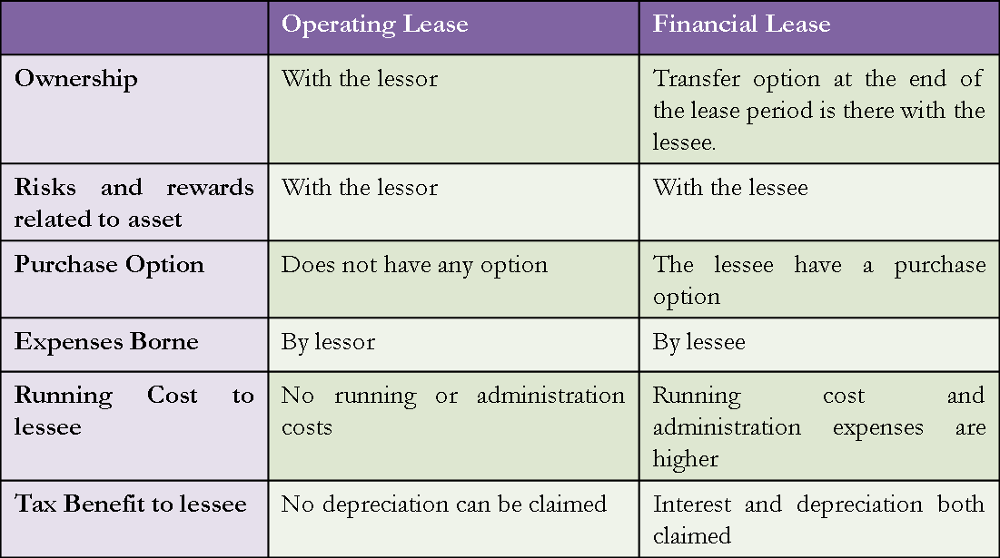 Operating Lease
Financial Lease
Ownership
With the lessor
Transfer option at the end of
the lease period is there with the
lessee.
Risks and rewards
related to asset
With the lessor
With the lessee
Purchase Option
Does not have any option
The lessee have a purchase
option
Expenses Borne
By lessor
By lessee
Running Cost to
lessee
No running or administration
costs
Running cost and
administration expenses are
higher
Tax Benefit to lessee
No depreciation can be claimed
Interest and depreciation both
claimed